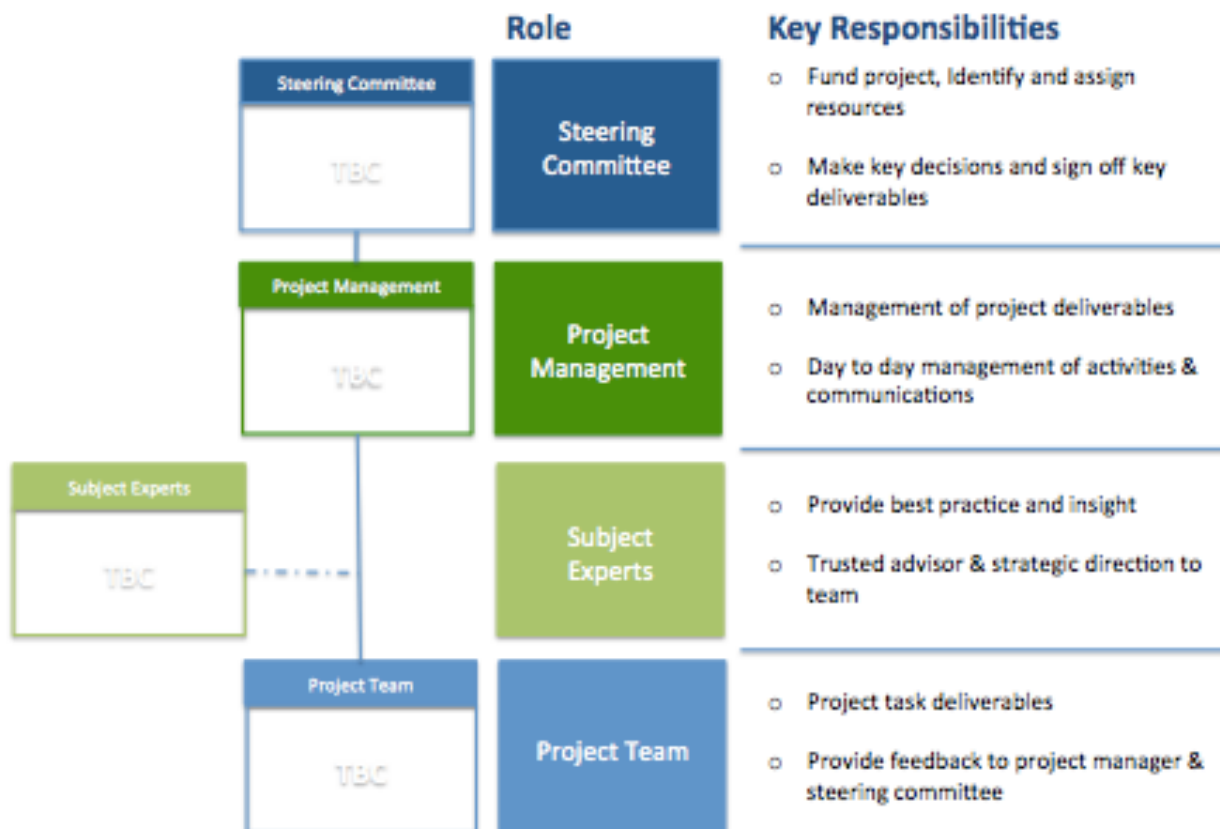 Role
Key Responsibilities
Steering Committee
TBC
Steering
Committee
o Fund project, Identify and assign
resources
o Make key decisions and sign off key
deliverables
Project Management
TBC
Project
Management
o Management of project deliverables
o Day to day management of activities &
communications
Subject Experts
TBC
Subject
Experts
o Provide best practice and insight
o Trusted advisor & strategic direction to
team
Project Team
TBC
Project Team
o Project task deliverables
o Provide feedback to project manager &
steering committee